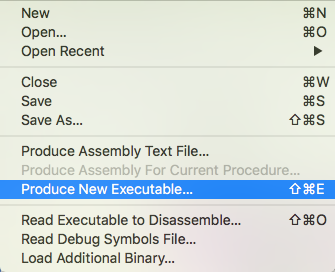 New ⌘N
Open... ⌘O
Open Recent ▶
Close ⌘W
Save ⌘S
Save As... ⇧⌘S
Produce Assembly Text File...
Produce Assembly For Current Procedure...
Produce New Executable... ⇧⌘E
Read Executable to Disassemble... ⇧⌘O
Read Debug Symbols File...
Load Additional Binary...